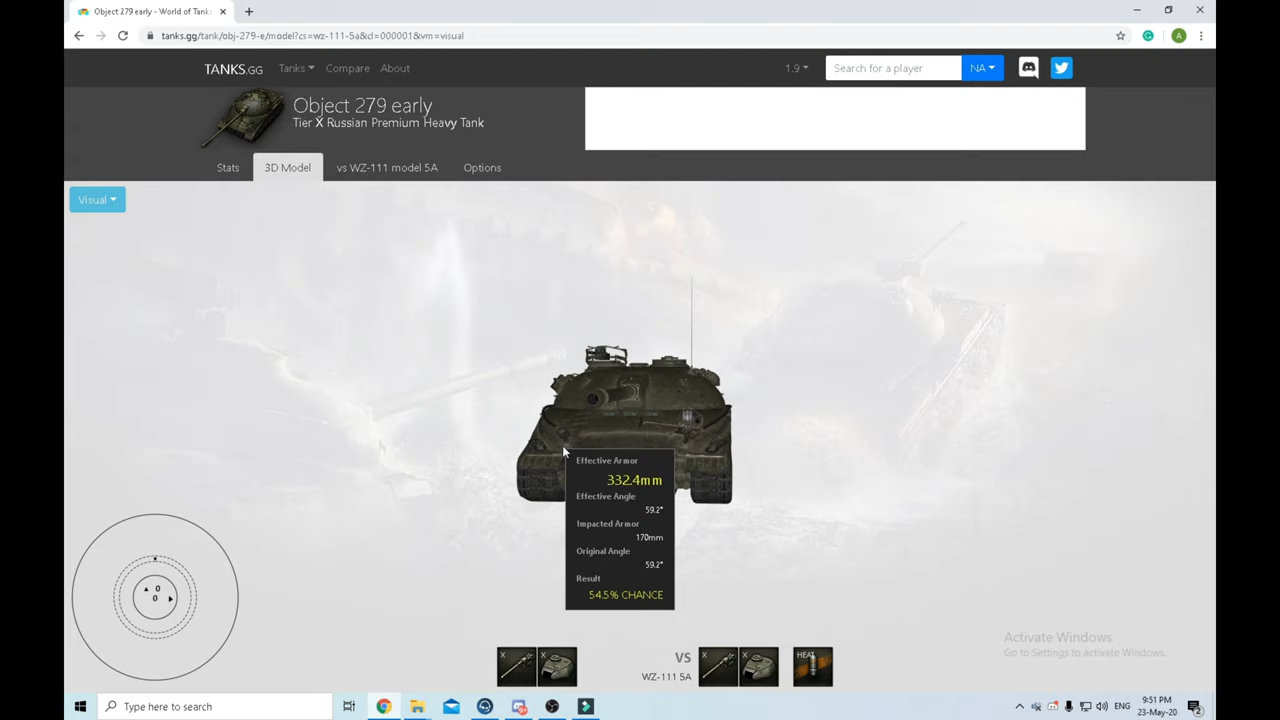 Object 279 early - World of Tanks
tanks.gg/tank/obj-279-e/model?cs=wz-111-5a&cl=000001&vm=visual
A
TANKS.GG
Tanks
Compare
About
1.9
Search for a player
NA
Object 279 early
Tier X Russian Premium Heavy Tank
Stats
3D Model
vs WZ-111 model 5A
Options
Visual
Effective Armor
332.4mm
Effective Angle
59.2°
Impacted Armor
170mm
Original Angle
59.2°
Result
54.5% CHANCE
0
0
X
X
VS
WZ-111 5A
X
X
HEAT
Activate Windows
Go to Settings to activate Windows.
Type here to search
ENG
9:51 PM
23-May-20
2